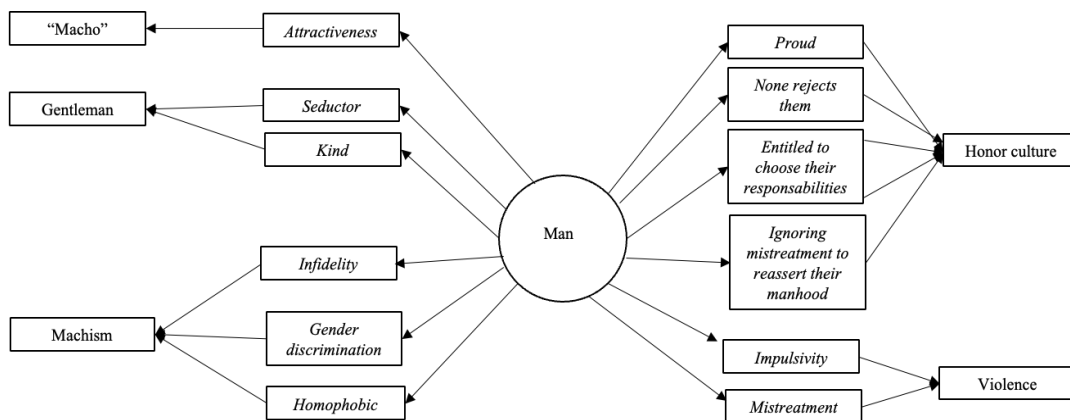 “Macho”
Attractiveness
Gentleman
Seductor
Kind
Machism
Infidelity
Gender
discrimination
Homophobic
Man
Proud
None rejects
them
Entitled to
choose their
responsabilities
Ignoring
mistreatment to
reassert their
manhood
Honor culture
Impulsivity
Mistreatment
Violence